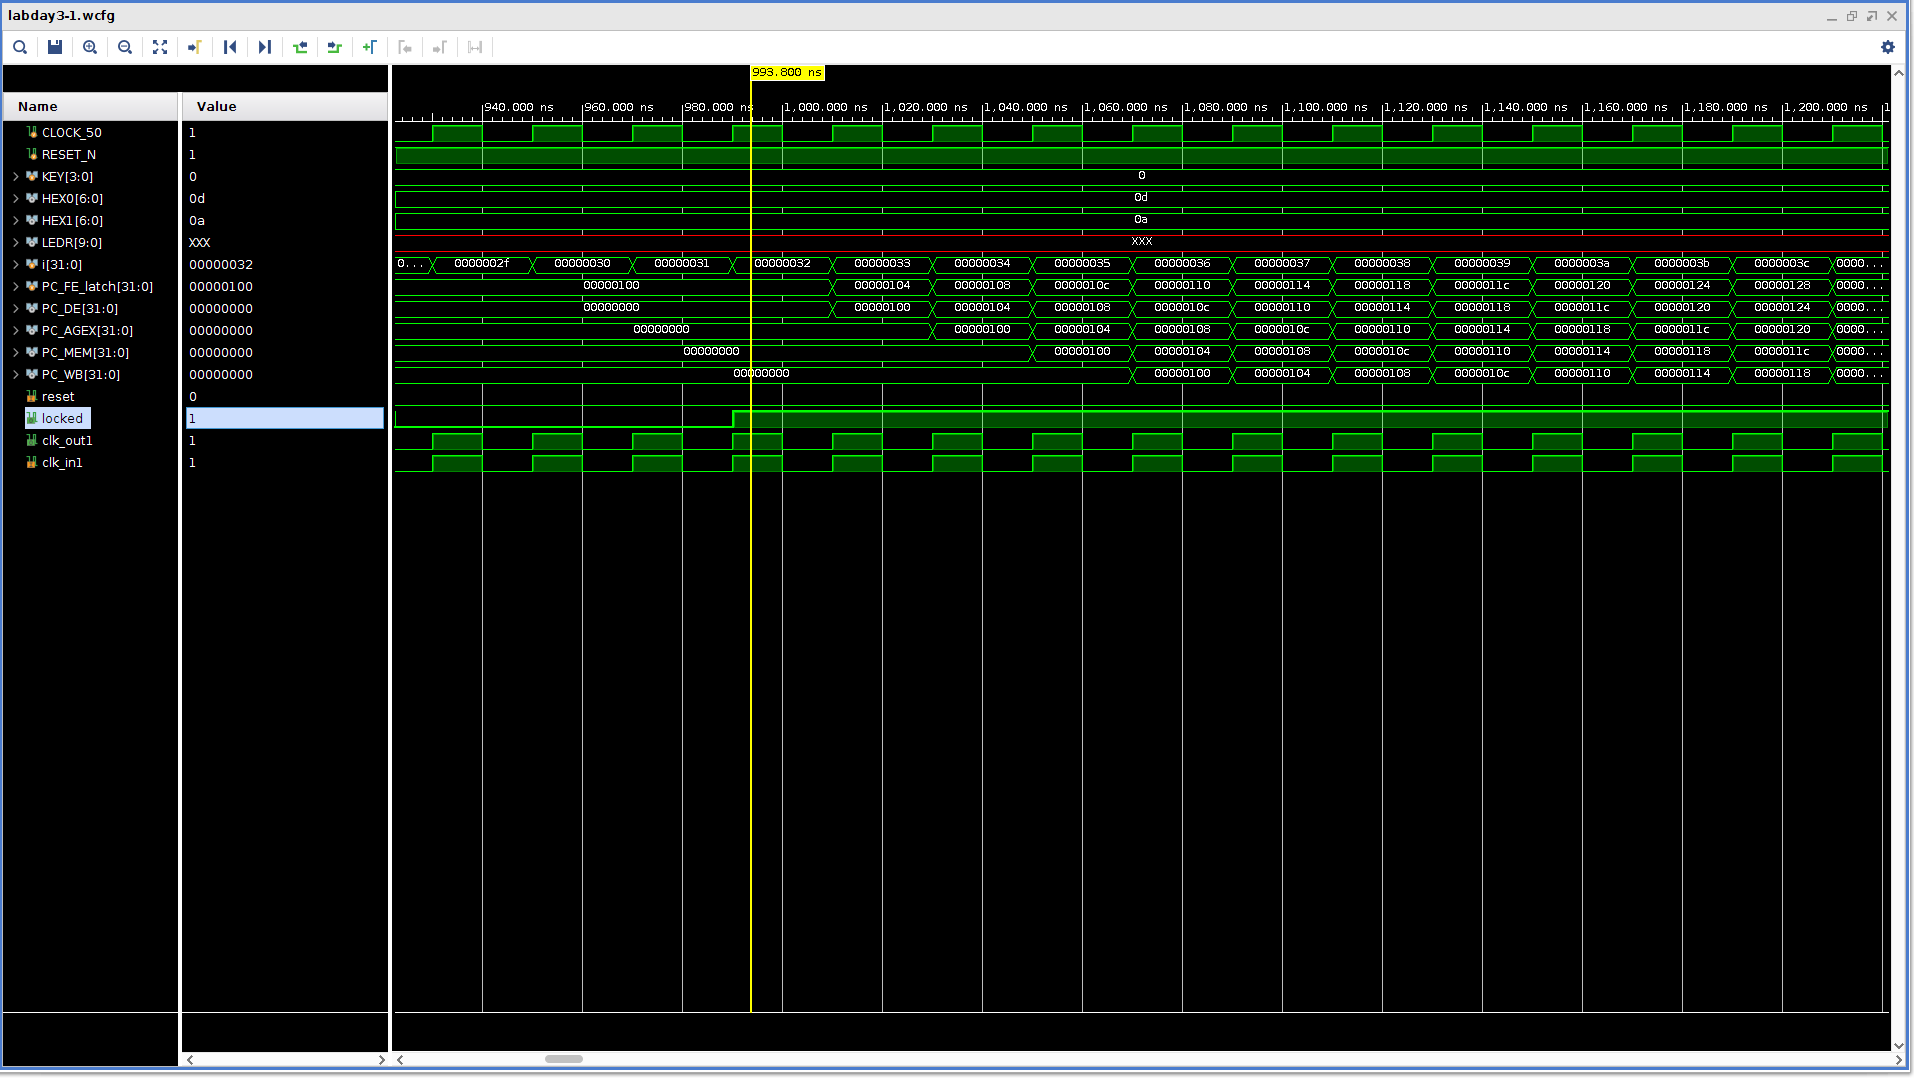 labday3-1.wcfg
993.800 ns
Name Value
940.000 ns 960.000 ns 980.000 ns 1,000.000 ns 1,020.000 ns 1,040.000 ns 1,060.000 ns 1,080.000 ns 1,100.000 ns 1,120.000 ns 1,140.000 ns 1,160.000 ns 1,180.000 ns 1,200.000 ns 1
CLOCK_50 1
RESET_N 1
KEY[3:0] 0 0
HEX0[6:0] 0d 0d
HEX1[6:0] 0a 0a
LEDR[9:0] XXX XXX
i[31:0] 00000032 0... 0000002f 00000030 00000031 00000032 00000033 00000034 00000035 00000036 00000037 00000038 00000039 0000003a 0000003b 0000003c 0000...
PC_FE_latch[31:0] 00000100 00000100 00000104 00000108 0000010c 00000110 00000114 00000118 0000011c 00000120 00000124 00000128 0000...
PC_DE[31:0] 00000000 00000000 00000100 00000104 00000108 0000010c 00000110 00000114 00000118 0000011c 00000120 00000124 0000...
PC_AGEX[31:0] 00000000 00000000 00000100 00000104 00000108 0000010c 00000110 00000114 00000118 0000011c 00000120 0000...
PC_MEM[31:0] 00000000 00000000 00000100 00000104 00000108 0000010c 00000110 00000114 00000118 0000011c 0000...
PC_WB[31:0] 00000000 00000000 00000100 00000104 00000108 0000010c 00000110 00000114 00000118 0000...
reset 0
locked 1
clk_out1 1
clk_in1 1